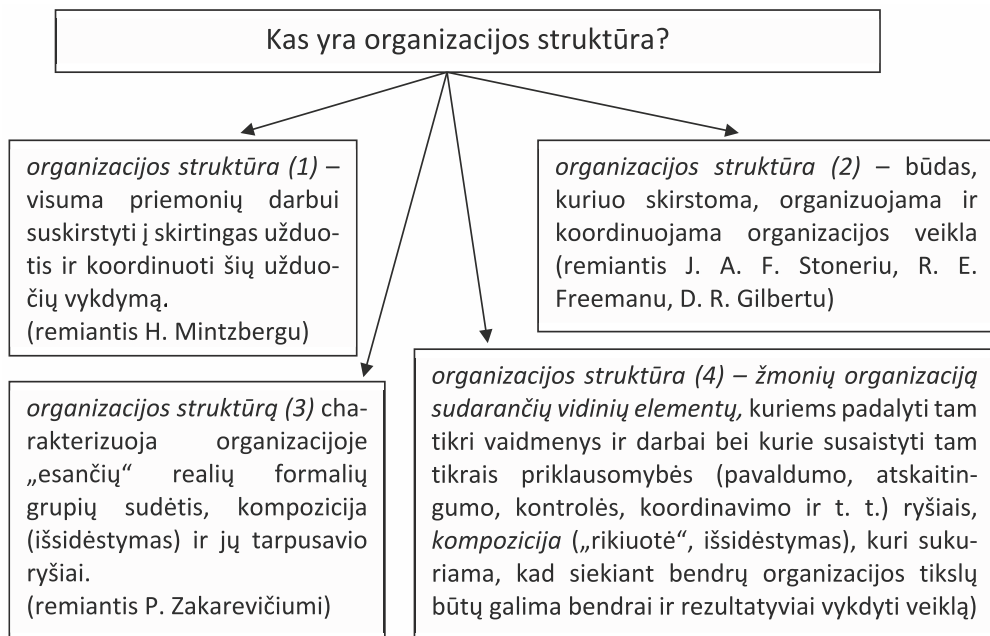 Kas yra organizacijos struktūra?
organizacijos struktūra (1) –
visuma priemonių darbui
suskirstyti į skirtingas užduo-
tis ir koordinuoti šių užduo-
čių vykdymą.
(remiantis H. Mintzbergu)
organizacijos struktūra (2) – būdas,
kuriuo skirstoma, organizuojama ir
koordinuojama organizacijos veikla
(remiantis J. A. F. Stoneriu, R. E.
Freemanu, D. R. Gilbertu)
organizacijos struktūrą (3) cha-
rakterizuoja organizacijoje
„esančių“ realių formalių
grupių sudėtis, kompozicija
(išsidėstymas) ir jų tarpusavio
ryšiai.
(remiantis P. Zakarevičiumi)
organizacijos struktūra (4) – žmonių organizaciją
sudarančių vidinių elementų, kuriems padalyti tam
tikri vaidmenys ir darbai bei kurie susaistyti tam
tikrais priklausomybės (pavaldumo, atskaitin-
gumo, kontrolės, koordinavimo ir t. t.) ryšiais,
kompozicija („rikiuotė“, išsidėstymas), kuri suku-
riama, kad siekiant bendrų organizacijos tikslų
būtų galima bendrai ir rezultatyviai vykdyti veiklą)